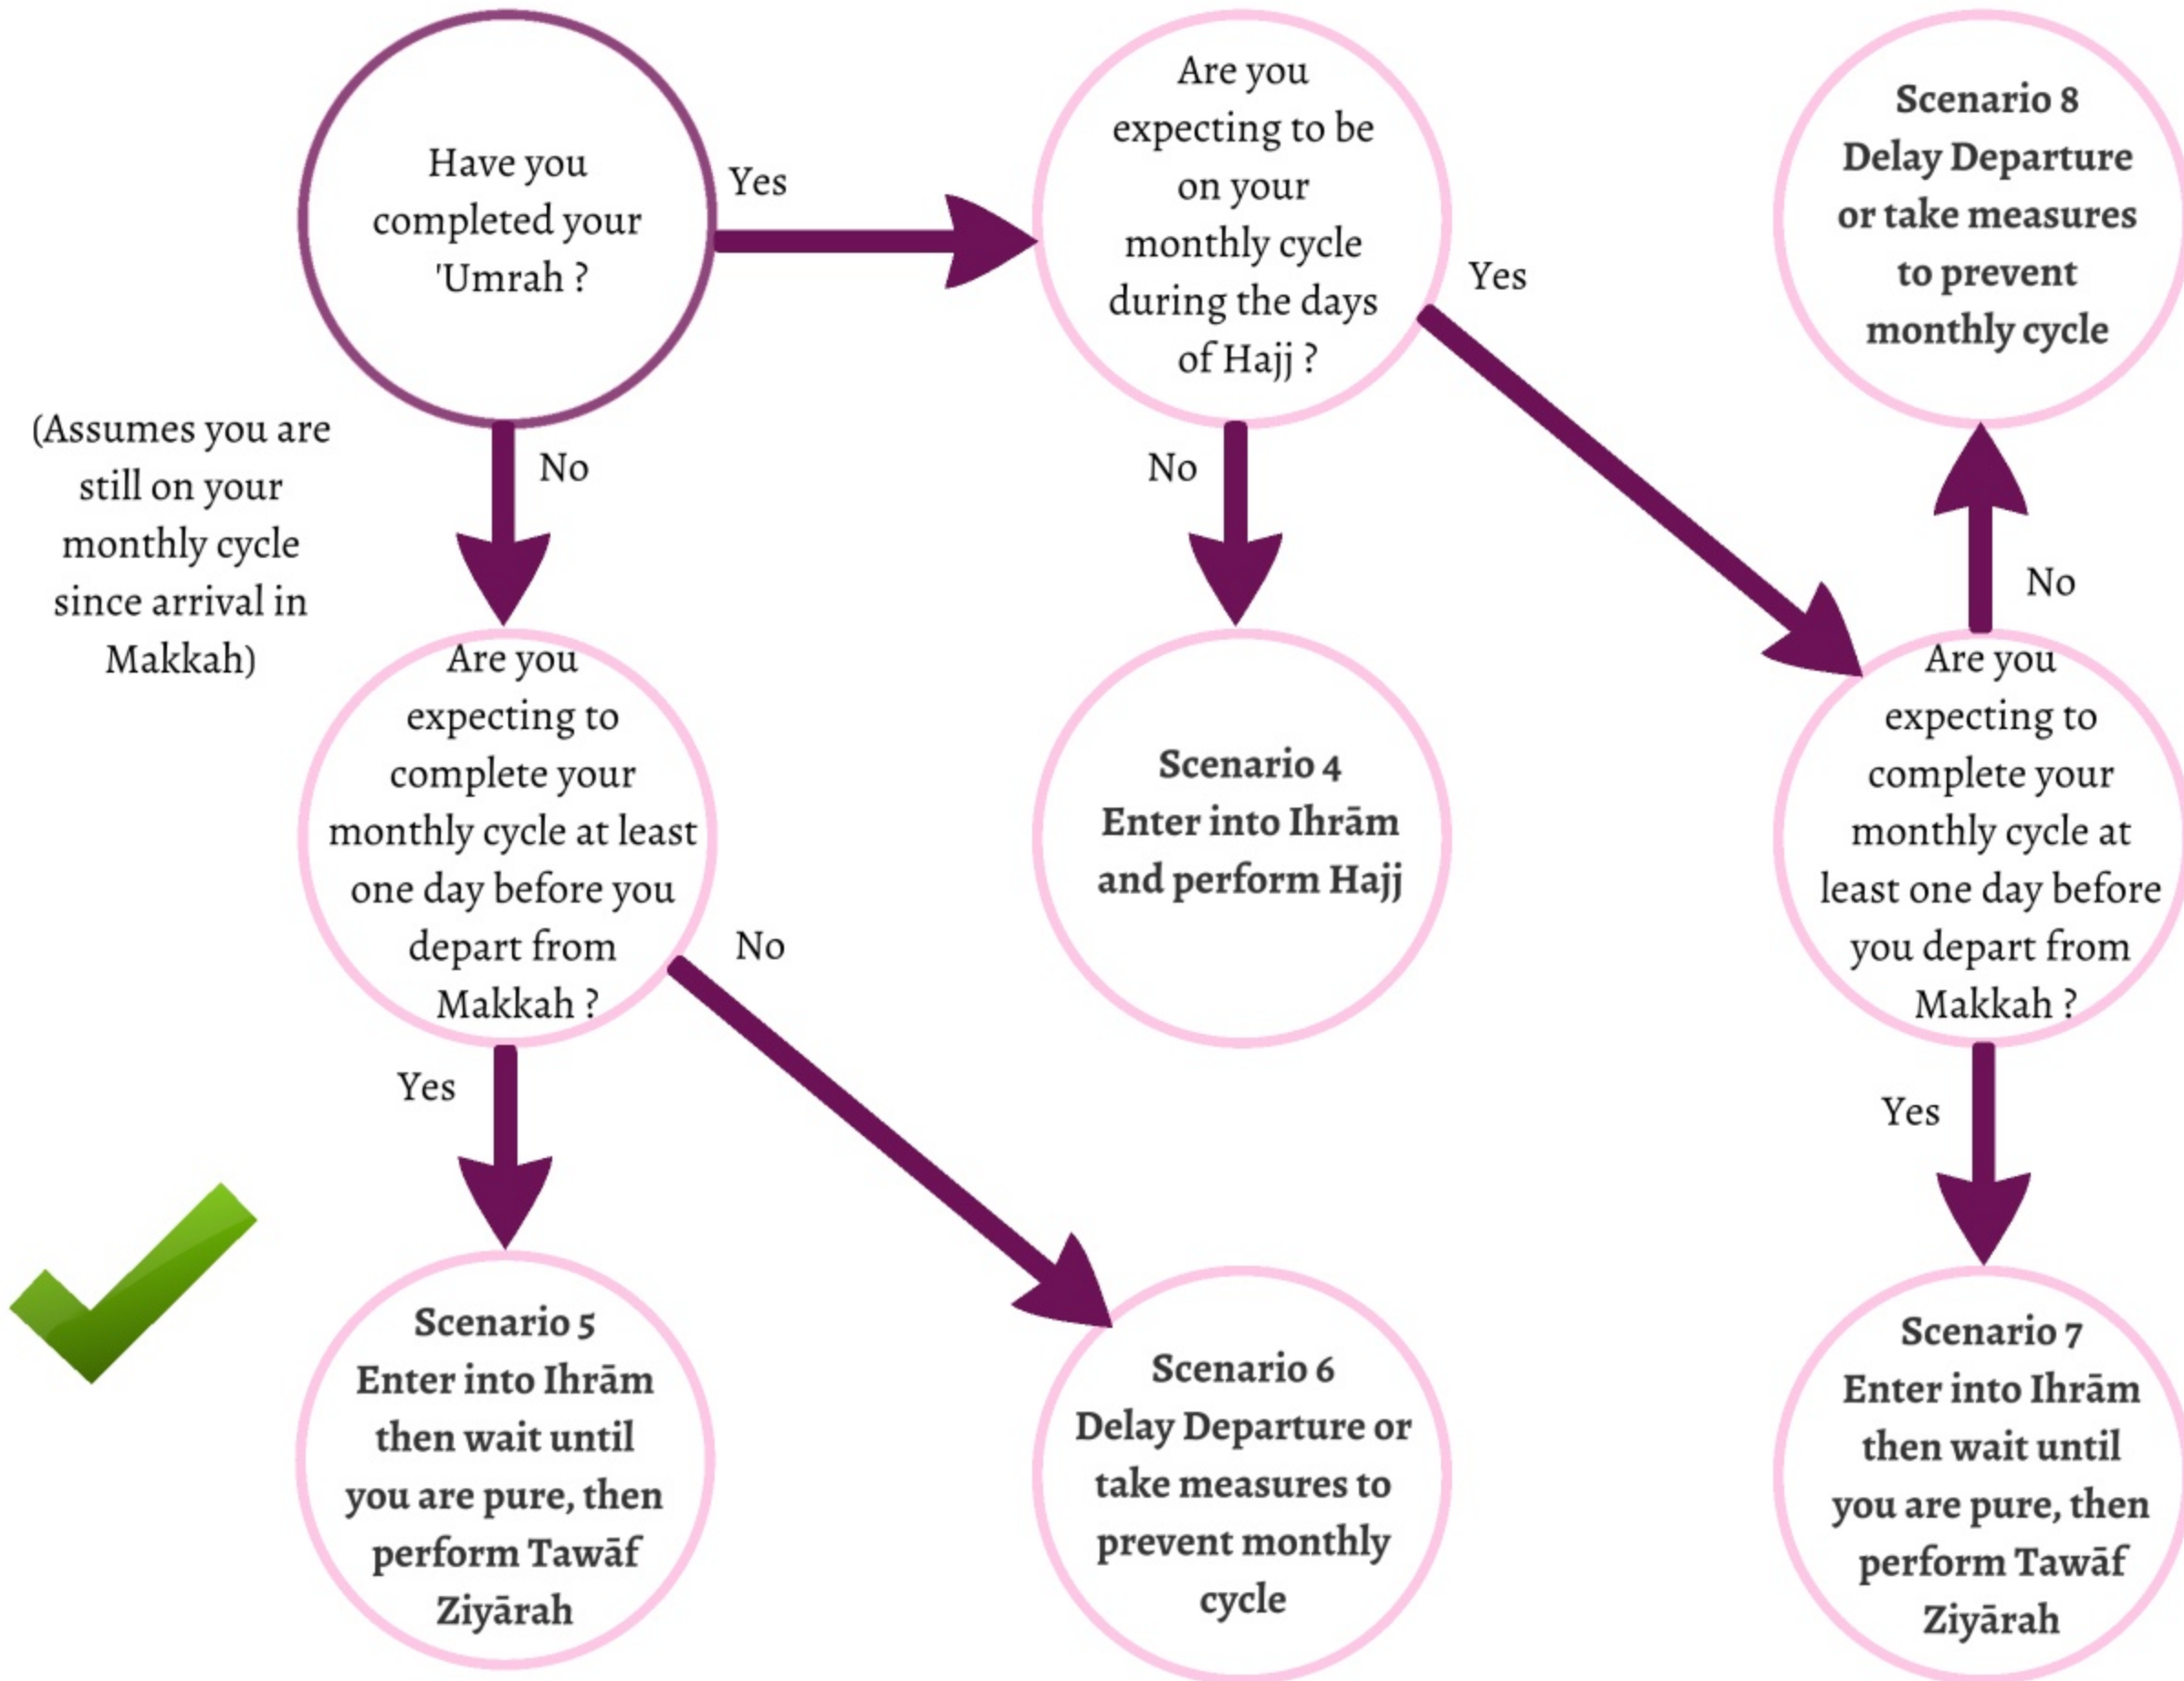 Have you
completed your
'Umrah ?
Yes
Are you
expecting to be
on your
monthly cycle
during the days
of Hajj ?
Yes
Scenario 8
Delay Departure
or take measures
to prevent
monthly cycle
(Assumes you are
still on your
monthly cycle
since arrival in
Makkah)
No
No
No
Are you
expecting to
complete your
monthly cycle at least
one day before you
depart from
Makkah ?
No
Scenario 4
Enter into Ihrām
and perform Hajj
Are you
expecting to
complete your
monthly cycle at
least one day before
you depart from
Makkah ?
Yes
Yes
Scenario 5
Enter into Ihrām
then wait until
you are pure, then
perform Tawāf
Ziyārah
Scenario 6
Delay Departure or
take measures to
prevent monthly
cycle
Scenario 7
Enter into Ihrām
then wait until
you are pure, then
perform Tawāf
Ziyārah